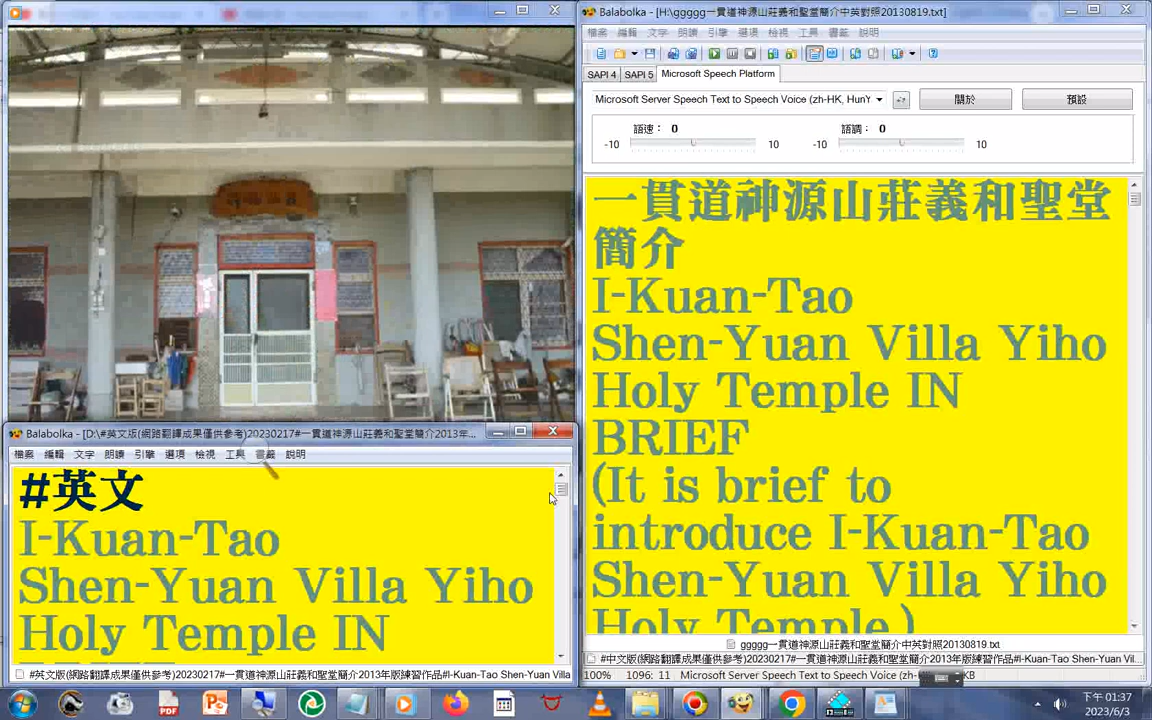 Balabolka - [H:\ggggg一貫道神源山莊義和聖堂簡介中英對照20130819.txt]
檔案 編輯 文字 朗讀 引擎 選項 檢視 工具 書籤 說明
SAPI 4 SAPI 5 Microsoft Speech Platform
Microsoft Server Speech Text to Speech Voice (zh-HK, HunY
關於 預設
語速： 0 語調： 0
-10 10 -10 10
一貫道神源山莊義和聖堂
簡介
I-Kuan-Tao
Shen-Yuan Villa Yiho
Holy Temple IN
BRIEF
(It is brief to
introduce I-Kuan-Tao
Shen-Yuan Villa Yiho
Holy Temple )
ggggg一貫道神源山莊義和聖堂簡介中英對照20130819.txt
#中文版(網路翻譯成果僅供參考)20230217#一貫道神源山莊義和聖堂簡介2013年版練習作品#I-Kuan-Tao Shen-Yuan Vil...
100% 1096: 11 Microsoft Server Speech Text to Speech Voice (zh-
KB
Balabolka - [D:\#英文版(網路翻譯成果僅供參考)20230217#一貫道神源山莊義和聖堂簡介2013年...
檔案 編輯 文字 朗讀 引擎 選項 檢視 工具 書籤 說明
#英文
I-Kuan-Tao
Shen-Yuan Villa Yiho
Holy Temple IN
#英文版(網路翻譯成果僅供參考)20230217#一貫道神源山莊義和聖堂簡介2013年版練習作品#I-Kuan-Tao Shen-Yuan Villa
下午 01:37
2023/6/3